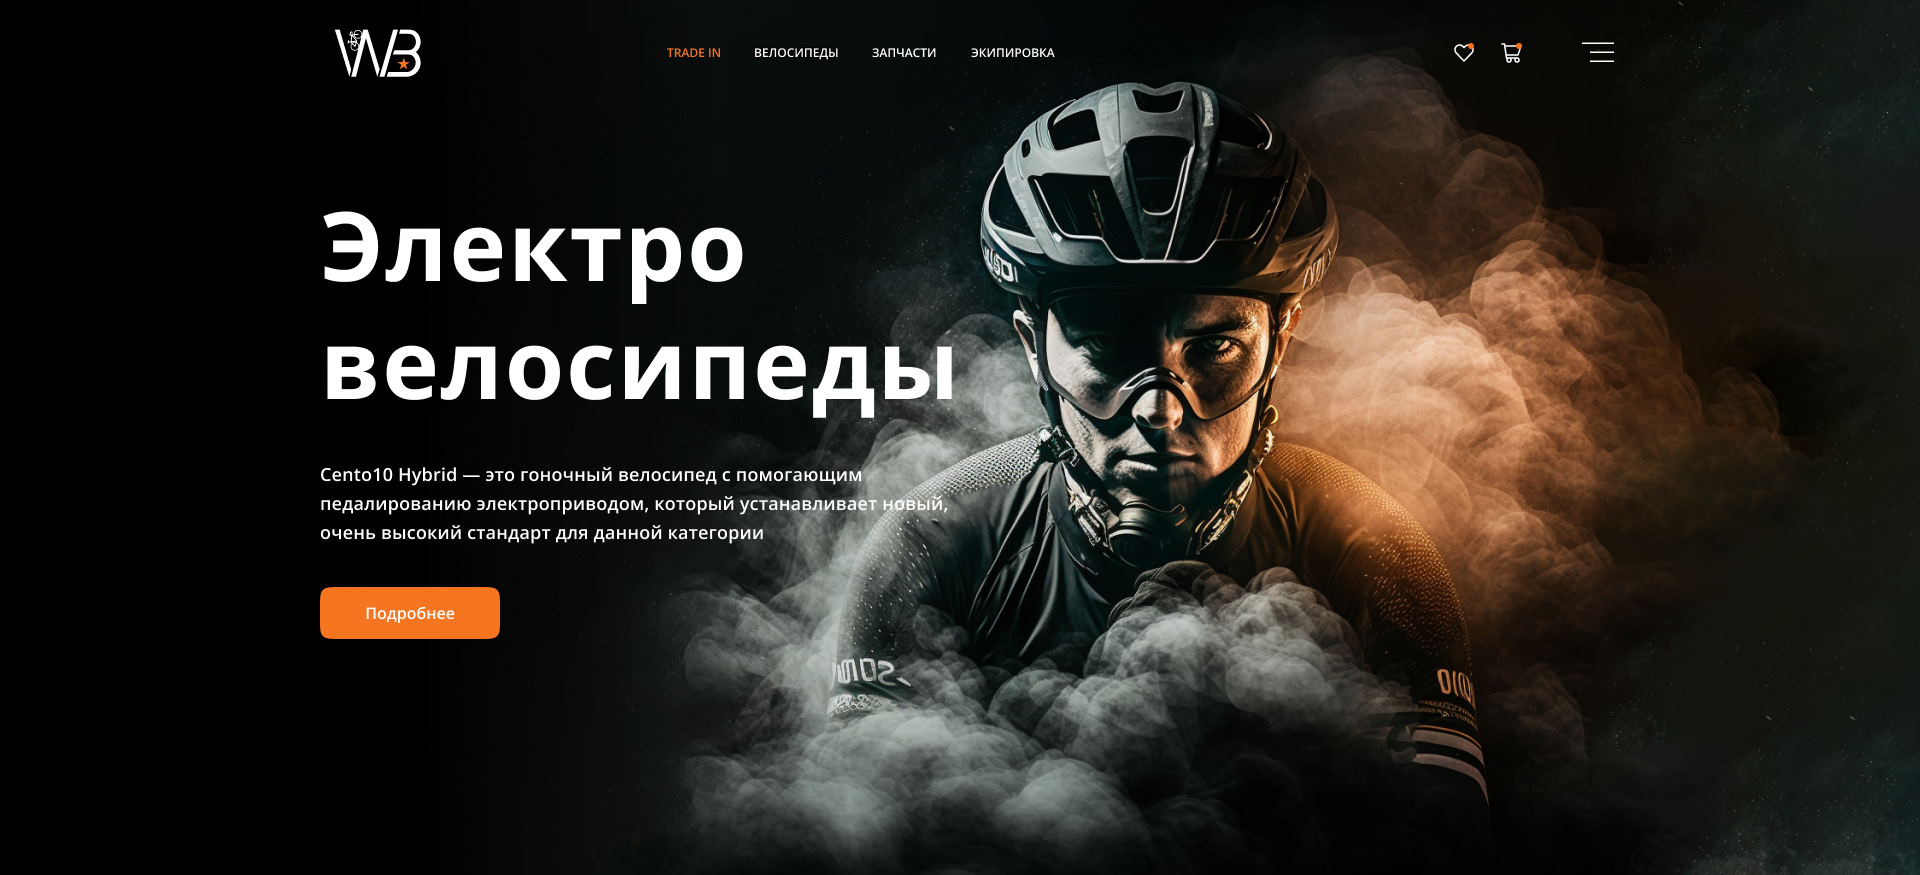 WB
TRADE IN
ВЕЛОСИПЕДЫ
ЗАПЧАСТИ
ЭКИПИРОВКА
Электро
велосипеды
Cento10 Hybrid — это гоночный велосипед с помогающим
педалированию электроприводом, который устанавливает новый,
очень высокий стандарт для данной категории
Подробнее